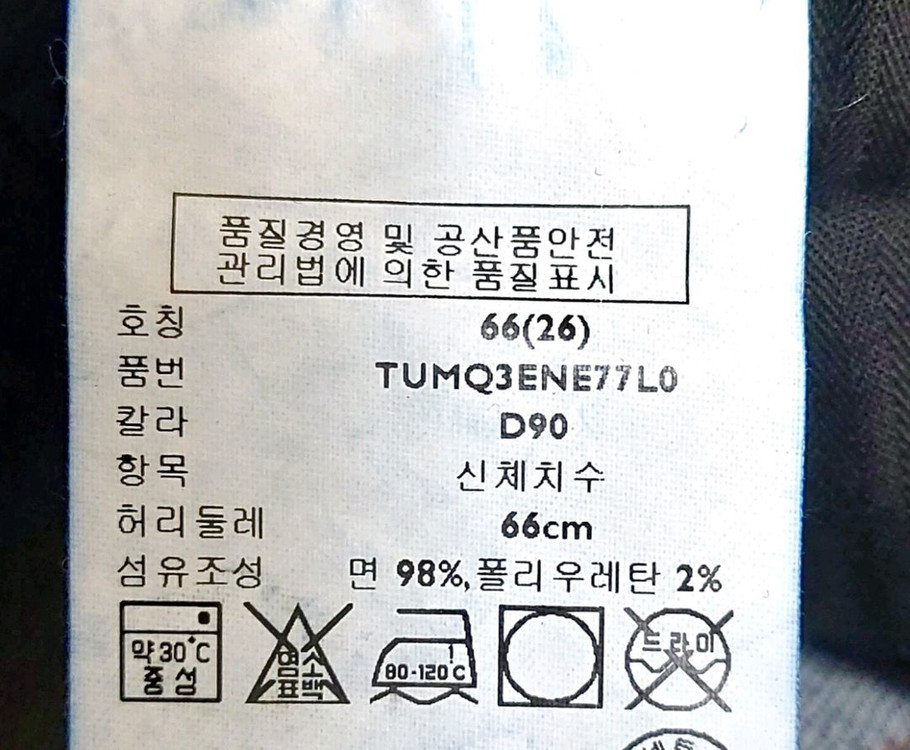 품질경영 및 공산품안전
관리법에 의한 품질표시
호칭 66(26)
품번 TUMQ3ENE77L0
칼라 D90
항목 신체치수
허리둘레 66cm
섬유조성 면 98%,폴리우레탄 2%
약30℃
중성
염소
표백
80-120℃
드라이